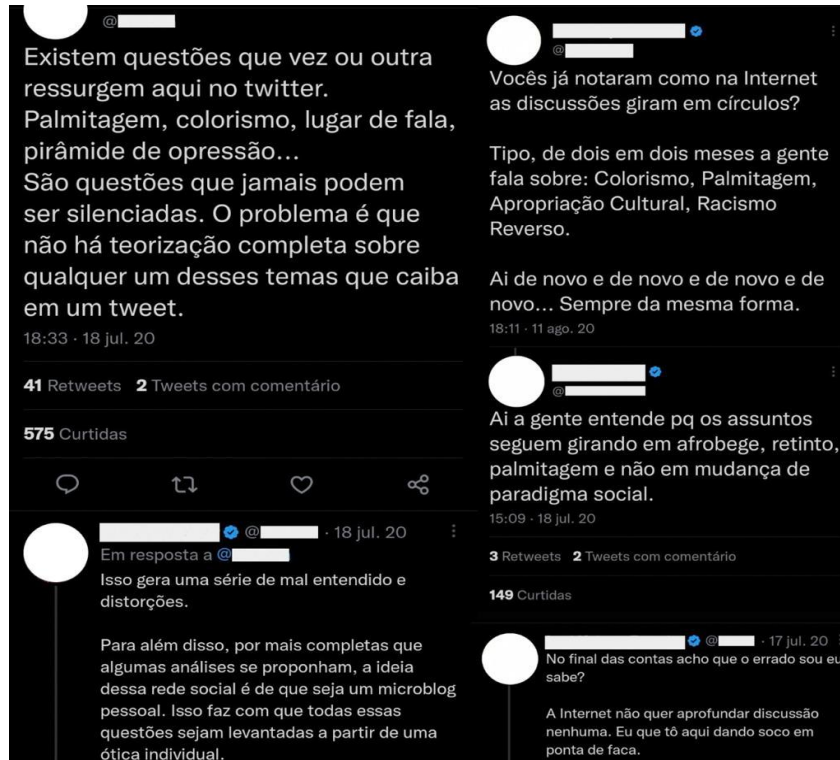 @
Existem questões que vez ou outra
ressurgem aqui no twitter.
Palmitagem, colorismo, lugar de fala,
pirâmide de opressão...
São questões que jamais podem
ser silenciadas. O problema é que
não há teorização completa sobre
qualquer um desses temas que caiba
em um tweet.
18:33 · 18 jul. 20
41 Retweets 2 Tweets com comentário
575 Curtidas
@ · 18 jul. 20
Em resposta a @
Isso gera uma série de mal entendido e
distorções.
Para além disso, por mais completas que
algumas análises se proponham, a ideia
dessa rede social é de que seja um microblog
pessoal. Isso faz com que todas essas
questões sejam levantadas a partir de uma
ótica individual.
@
Vocês já notaram como na Internet
as discussões giram em círculos?
Tipo, de dois em dois meses a gente
fala sobre: Colorismo, Palmitagem,
Apropriação Cultural, Racismo
Reverso.
Ai de novo e de novo e de novo e de
novo... Sempre da mesma forma.
18:11 · 11 ago. 20
@
Ai a gente entende pq os assuntos
seguem girando em afrobege, retinto,
palmitagem e não em mudança de
paradigma social.
15:09 · 18 jul. 20
3 Retweets 2 Tweets com comentário
149 Curtidas
@ · 17 jul. 20
No final das contas acho que o errado sou eu
sabe?
A Internet não quer aprofundar discussão
nenhuma. Eu que tô aqui dando soco em
ponta de faca.